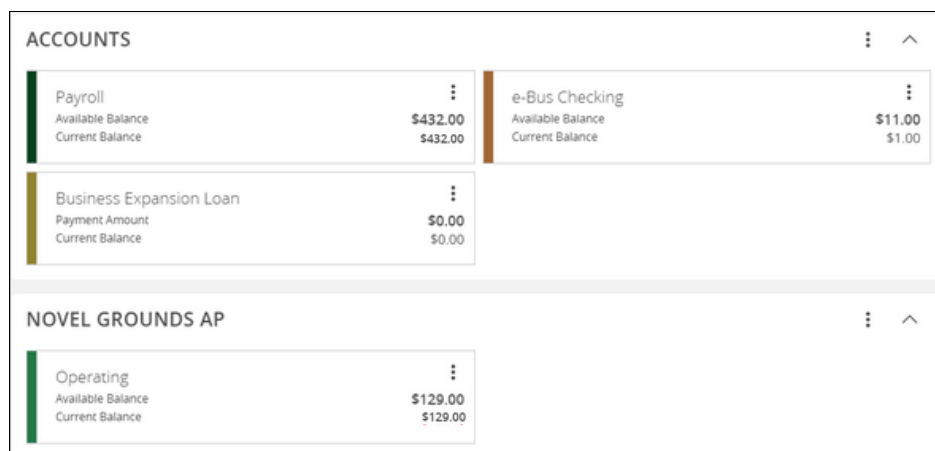 ACCOUNTS
Payroll
Available Balance $432.00
Current Balance $432.00
e-Bus Checking
Available Balance $11.00
Current Balance $1.00
Business Expansion Loan
Payment Amount $0.00
Current Balance $0.00
NOVEL GROUNDS AP
Operating
Available Balance $129.00
Current Balance $129.00